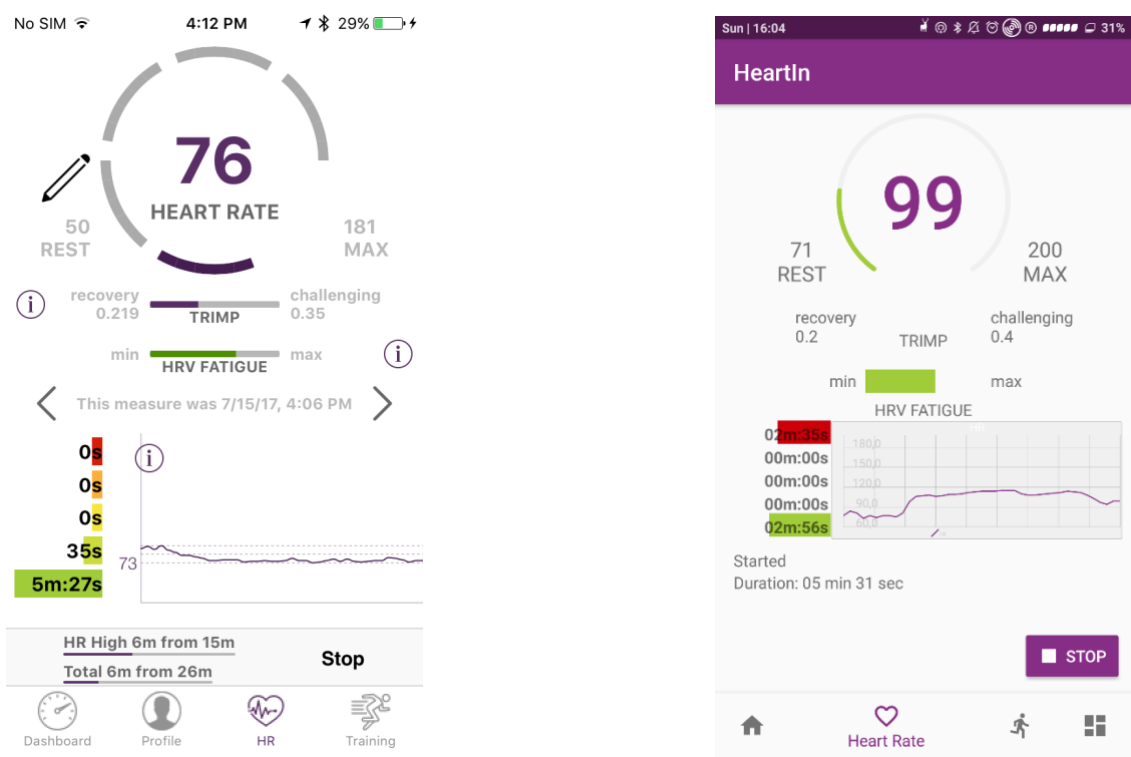 No SIM 4:12 PM 29%
76
HEART RATE
50
REST
181
MAX
recovery
0.219
TRIMP
challenging
0.35
min
HRV FATIGUE
max
This measure was 7/15/17, 4:06 PM
0s
0s
0s
35s
5m:27s
73
HR High 6m from 15m
Total 6m from 26m
Stop
Dashboard Profile HR Training
Sun | 16:04 31%
HeartIn
99
71
REST
200
MAX
recovery
0.2
TRIMP
challenging
0.4
min
max
HRV FATIGUE
02m:35s
00m:00s
00m:00s
00m:00s
02m:56s
HR
180,0
150,0
120,0
90,0
60,0
Started
Duration: 05 min 31 sec
STOP
Heart Rate